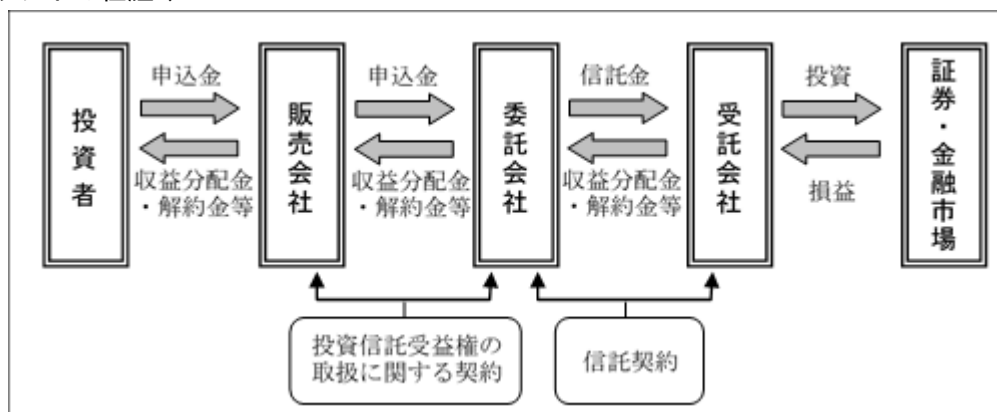 申込金
申込金
信託金
投資
投資者
販売会社
委託会社
受託会社
証券・金融市場
収益分配金
・解約金等
収益分配金
・解約金等
収益分配金
・解約金等
損益
投資信託受益権の
取扱に関する契約
信託契約